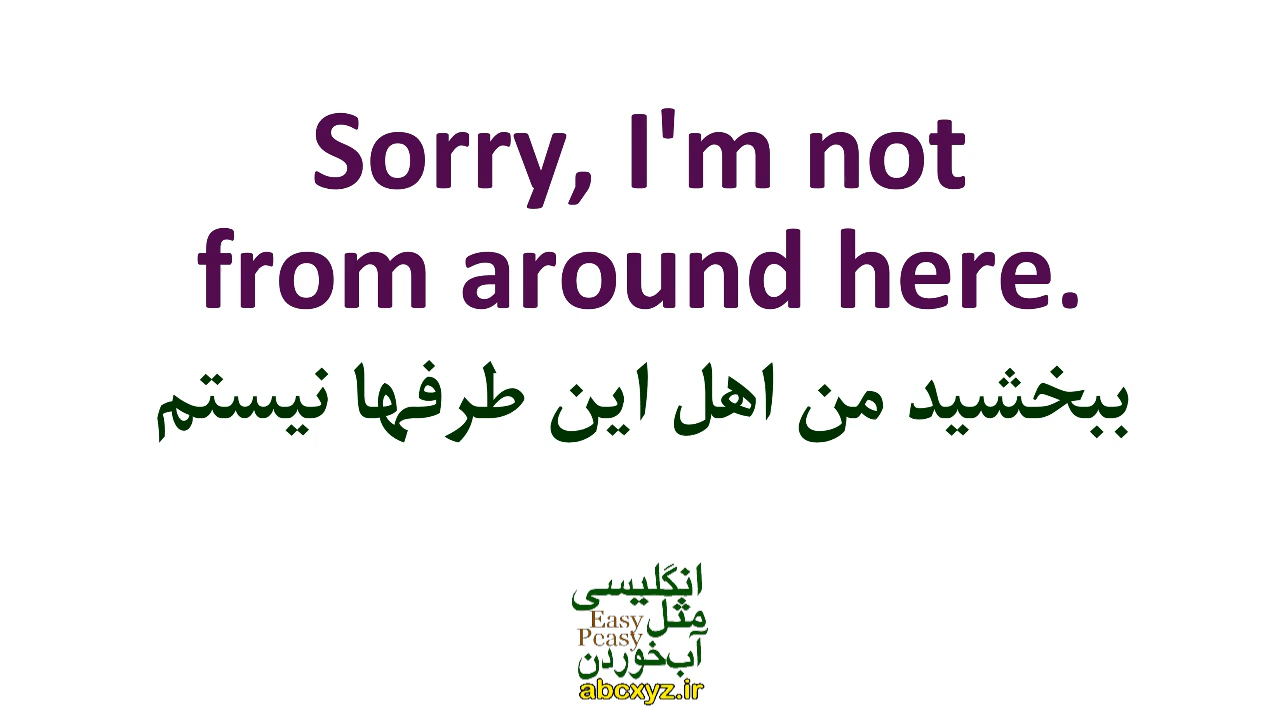 Sorry, I'm not
from around here.
ببخشید من اهل این طرفها نیستم
انگلیسی
مثل
Easy
Peasy
آب‌خوردن
abcxyz.ir